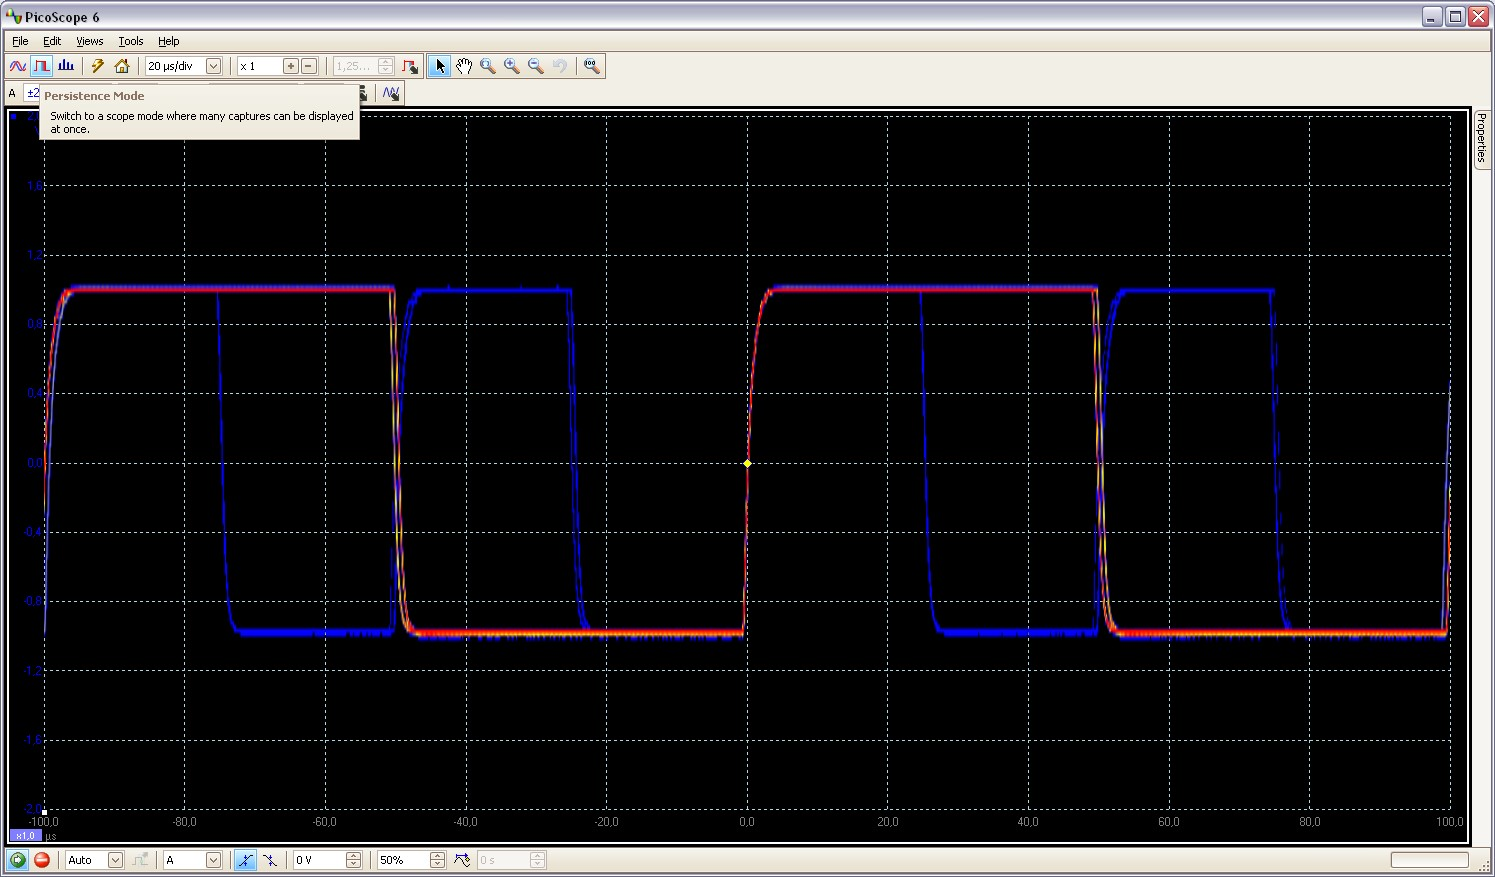 PicoScope 6
File Edit Views Tools Help
20 µs/div x 1 1,25...
A ±2
Persistence Mode
Switch to a scope mode where many captures can be displayed
at once.
Properties
1,6
1,2
0,8
0,4
0,0
-0,4
-0,8
-1,2
-1,6
-2,0
-100,0 -80,0 -60,0 -40,0 -20,0 0,0 20,0 40,0 60,0 80,0 100,0
x1,0 µs
Auto A 0 V 50% 0 s